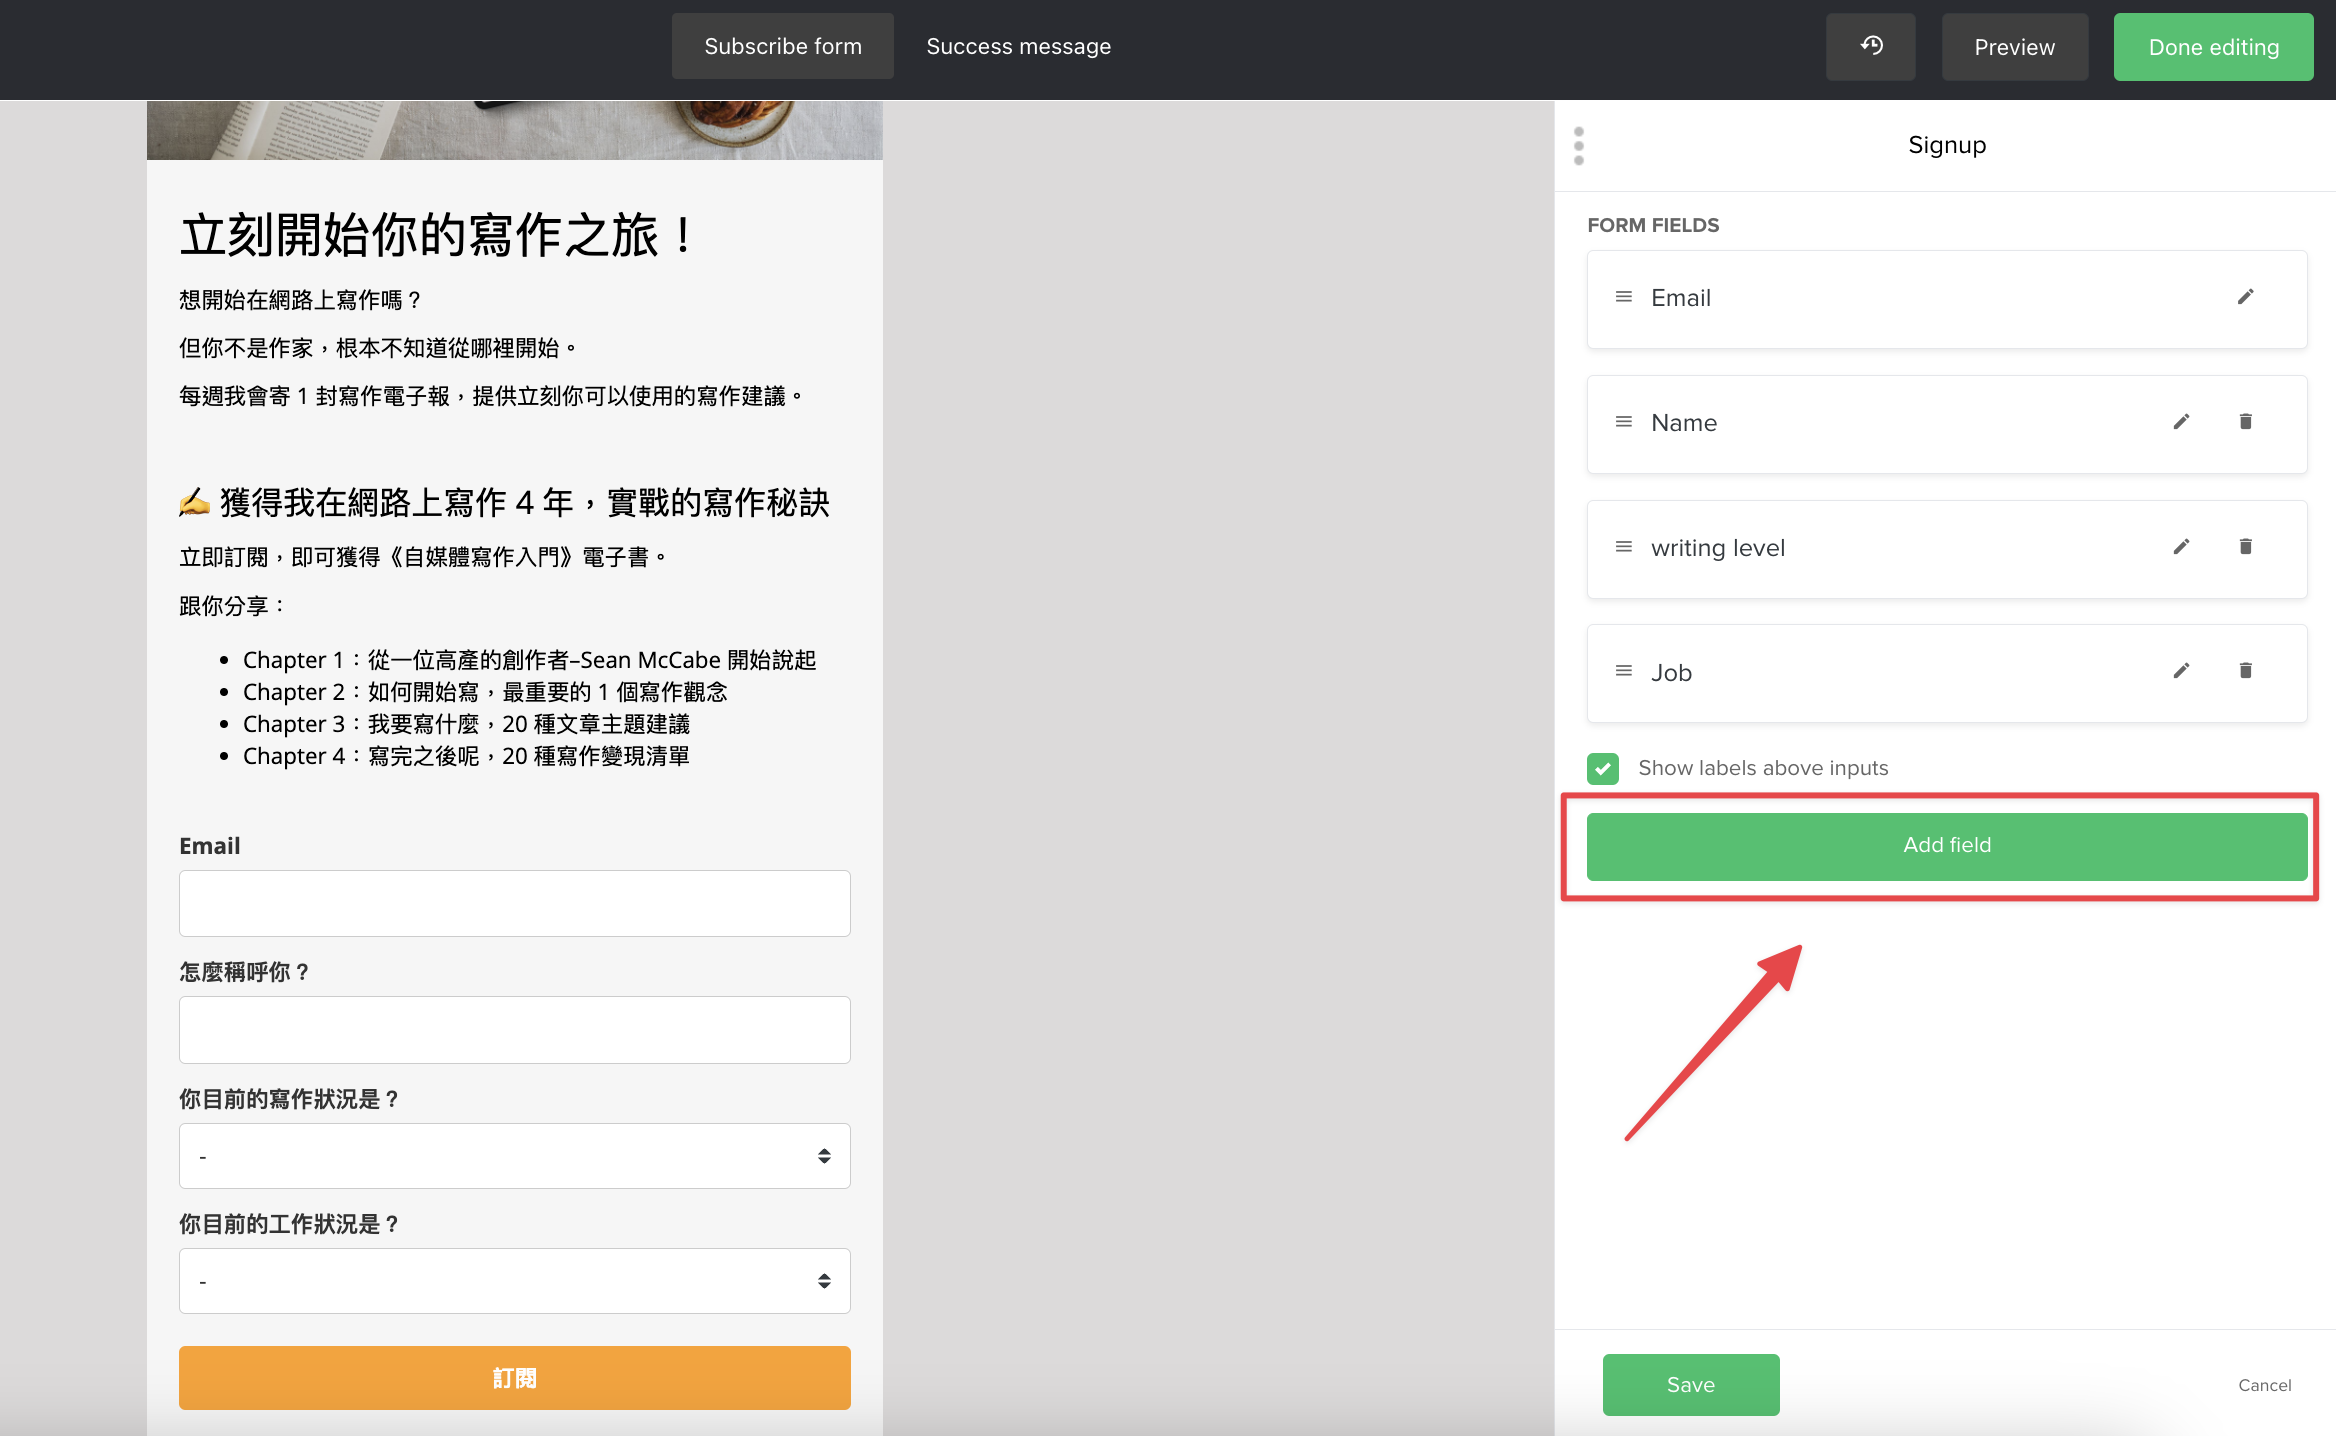 Subscribe form
Success message
Preview
Done editing
立刻開始你的寫作之旅！
想開始在網路上寫作嗎？
但你不是作家，根本不知道從哪裡開始。
每週我會寄 1 封寫作電子報，提供立刻你可以使用的寫作建議。
✍️ 獲得我在網路上寫作 4 年，實戰的寫作秘訣
立即訂閱，即可獲得《自媒體寫作入門》電子書。
跟你分享：
• Chapter 1：從一位高產的創作者–Sean McCabe 開始說起
• Chapter 2：如何開始寫，最重要的 1 個寫作觀念
• Chapter 3：我要寫什麼，20 種文章主題建議
• Chapter 4：寫完之後呢，20 種寫作變現清單
Email
怎麼稱呼你？
你目前的寫作狀況是？
-
你目前的工作狀況是？
-
訂閱
Signup
FORM FIELDS
Email
Name
writing level
Job
Show labels above inputs
Add field
Save
Cancel